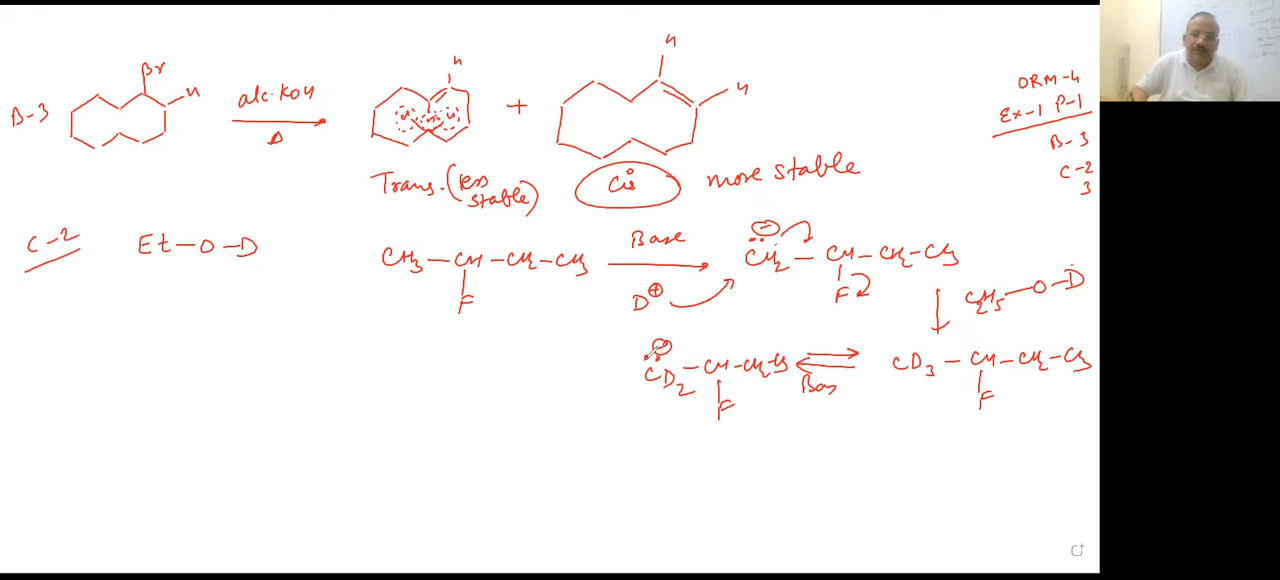 ORM-4
Ex-1 P-1
B-3
C-2
3
B-3
Br
H
alc. KOH
Δ
H
H H H
+
H
H
Trans. (less stable)
Cis
more stable
C-2
Et-O-D
CH3-CH-CH2-CH3
F
Base
D⊕
⊖
CH2-CH-CH2-CH3
F
C2H5-O-D
CD3-CH-CH2-CH3
F
Bas
⊖
CD2-CH-CH2-CH3
F